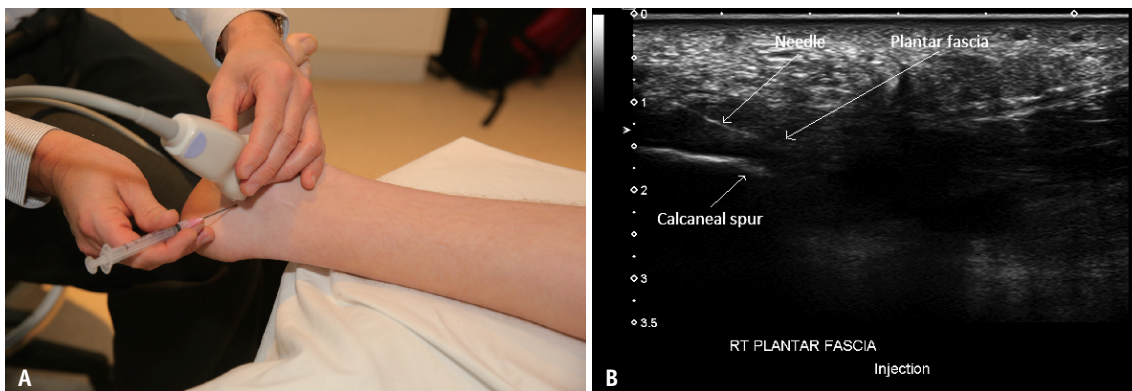 A
0
Needle
Plantar fascia
1
2
Calcaneal spur
3
3.5
RT PLANTAR FASCIA
Injection
B